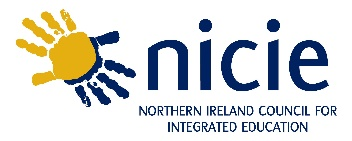 nicie
NORTHERN IRELAND COUNCIL FOR
INTEGRATED EDUCATION